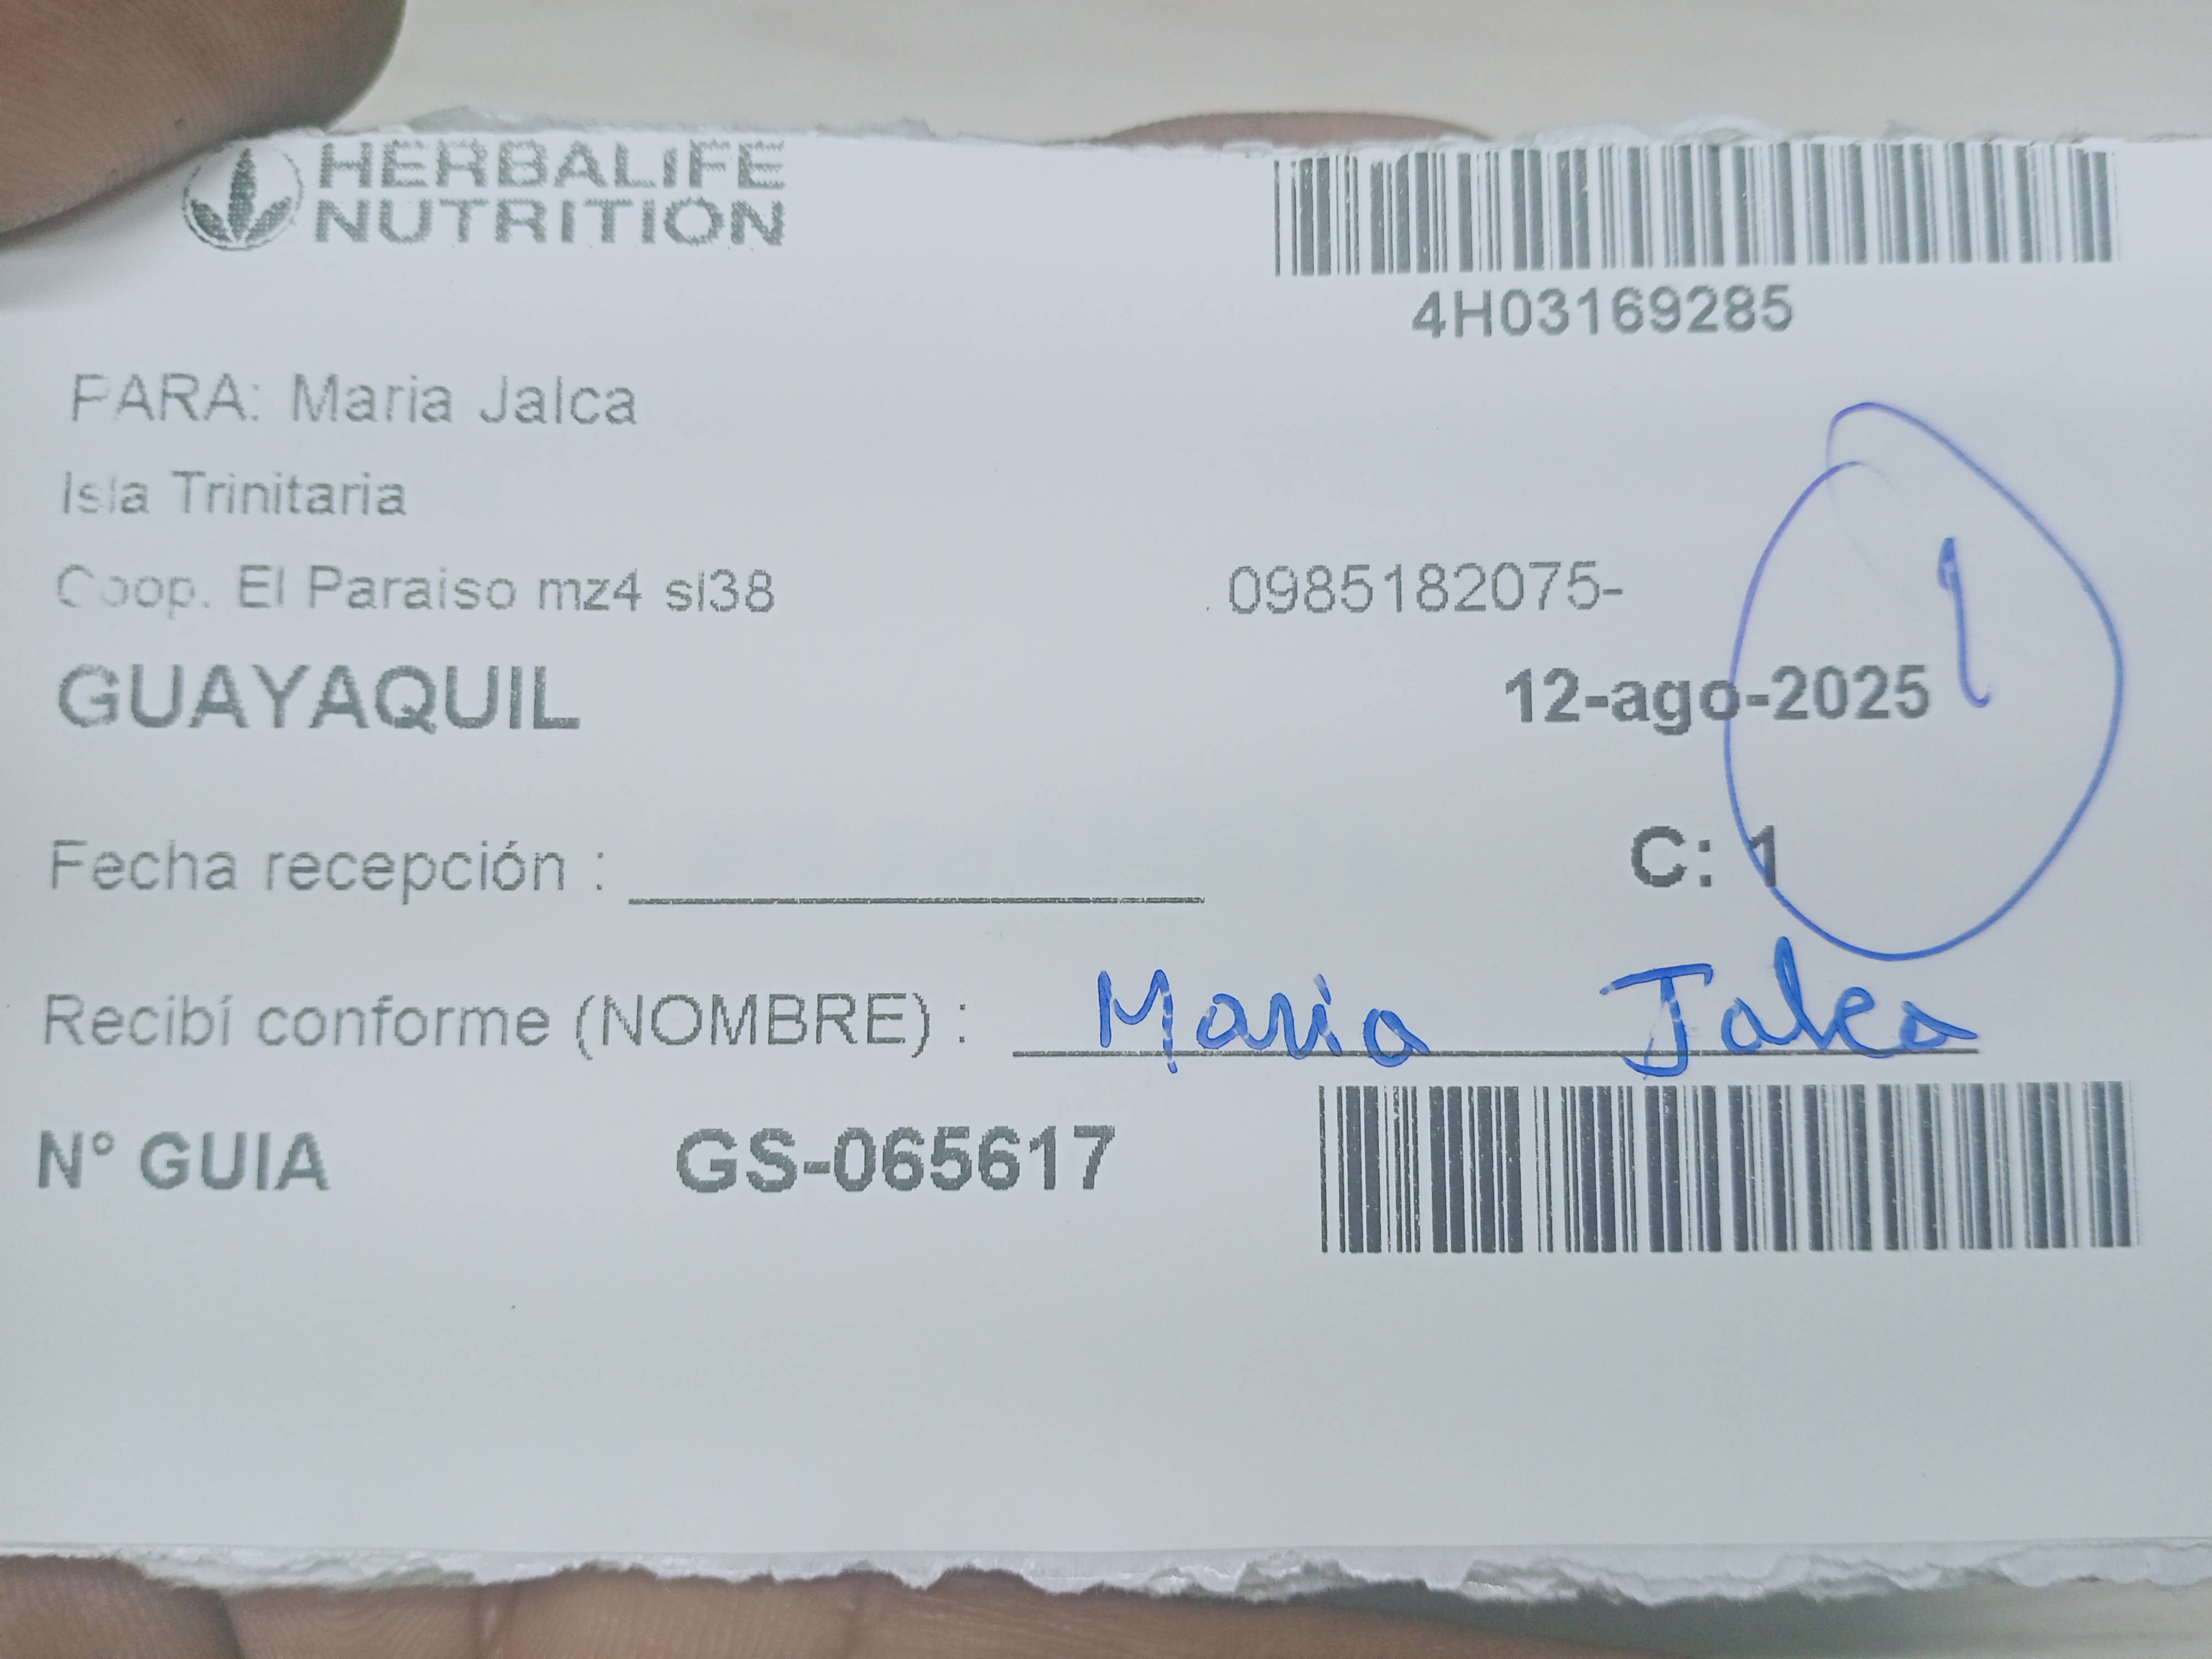 HERBALIFE
NUTRITION
4H03169285
PARA: Maria Jalca
Isla Trinitaria
Coop. El Paraiso mz4 sl38 0985182075-
1
GUAYAQUIL 12-ago-2025
Fecha recepción : C: 1
Recibí conforme (NOMBRE) : Maria Jalca
N° GUIA GS-065617